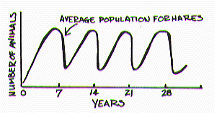 AVERAGE POPULATION FOR HARES
NUMBER OF ANIMALS
7 14 21 28
YEARS